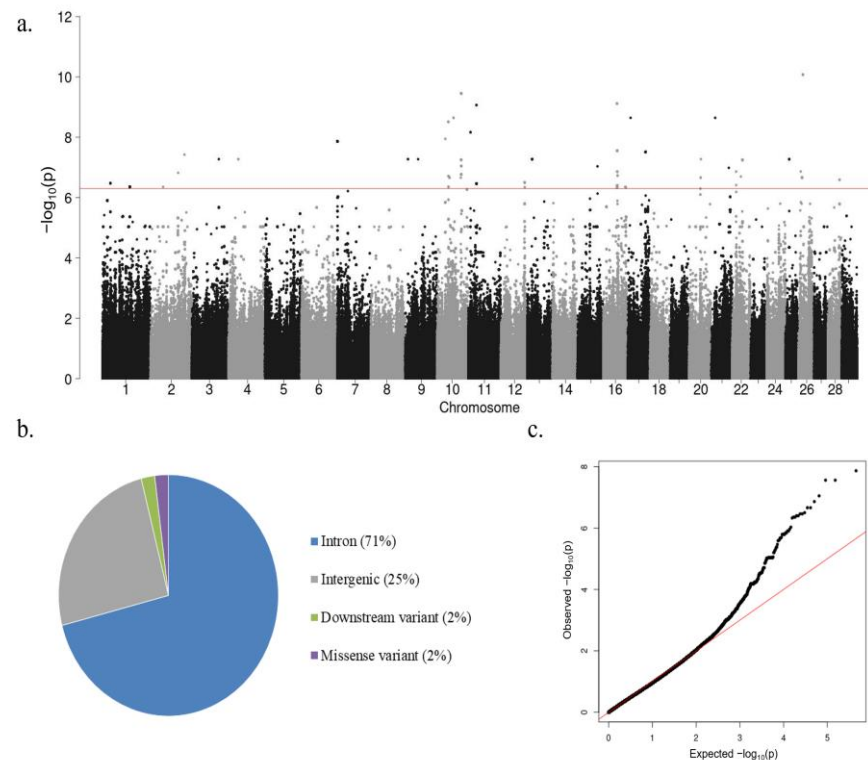 a.
12
10
8
6
4
2
0
−log10(p)
1 2 3 4 5 6 7 8 9 10 11 12 14 16 18 20 22 24 26 28
Chromosome
b.
Intron (71%)
Intergenic (25%)
Downstream variant (2%)
Missense variant (2%)
c.
8
6
4
2
0
Observed −log10(p)
0 1 2 3 4 5
Expected −log10(p)